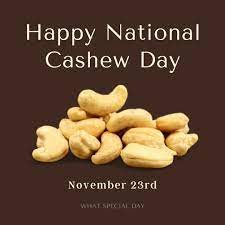 Happy National
Cashew Day
November 23rd
WHAT SPECIAL DAY